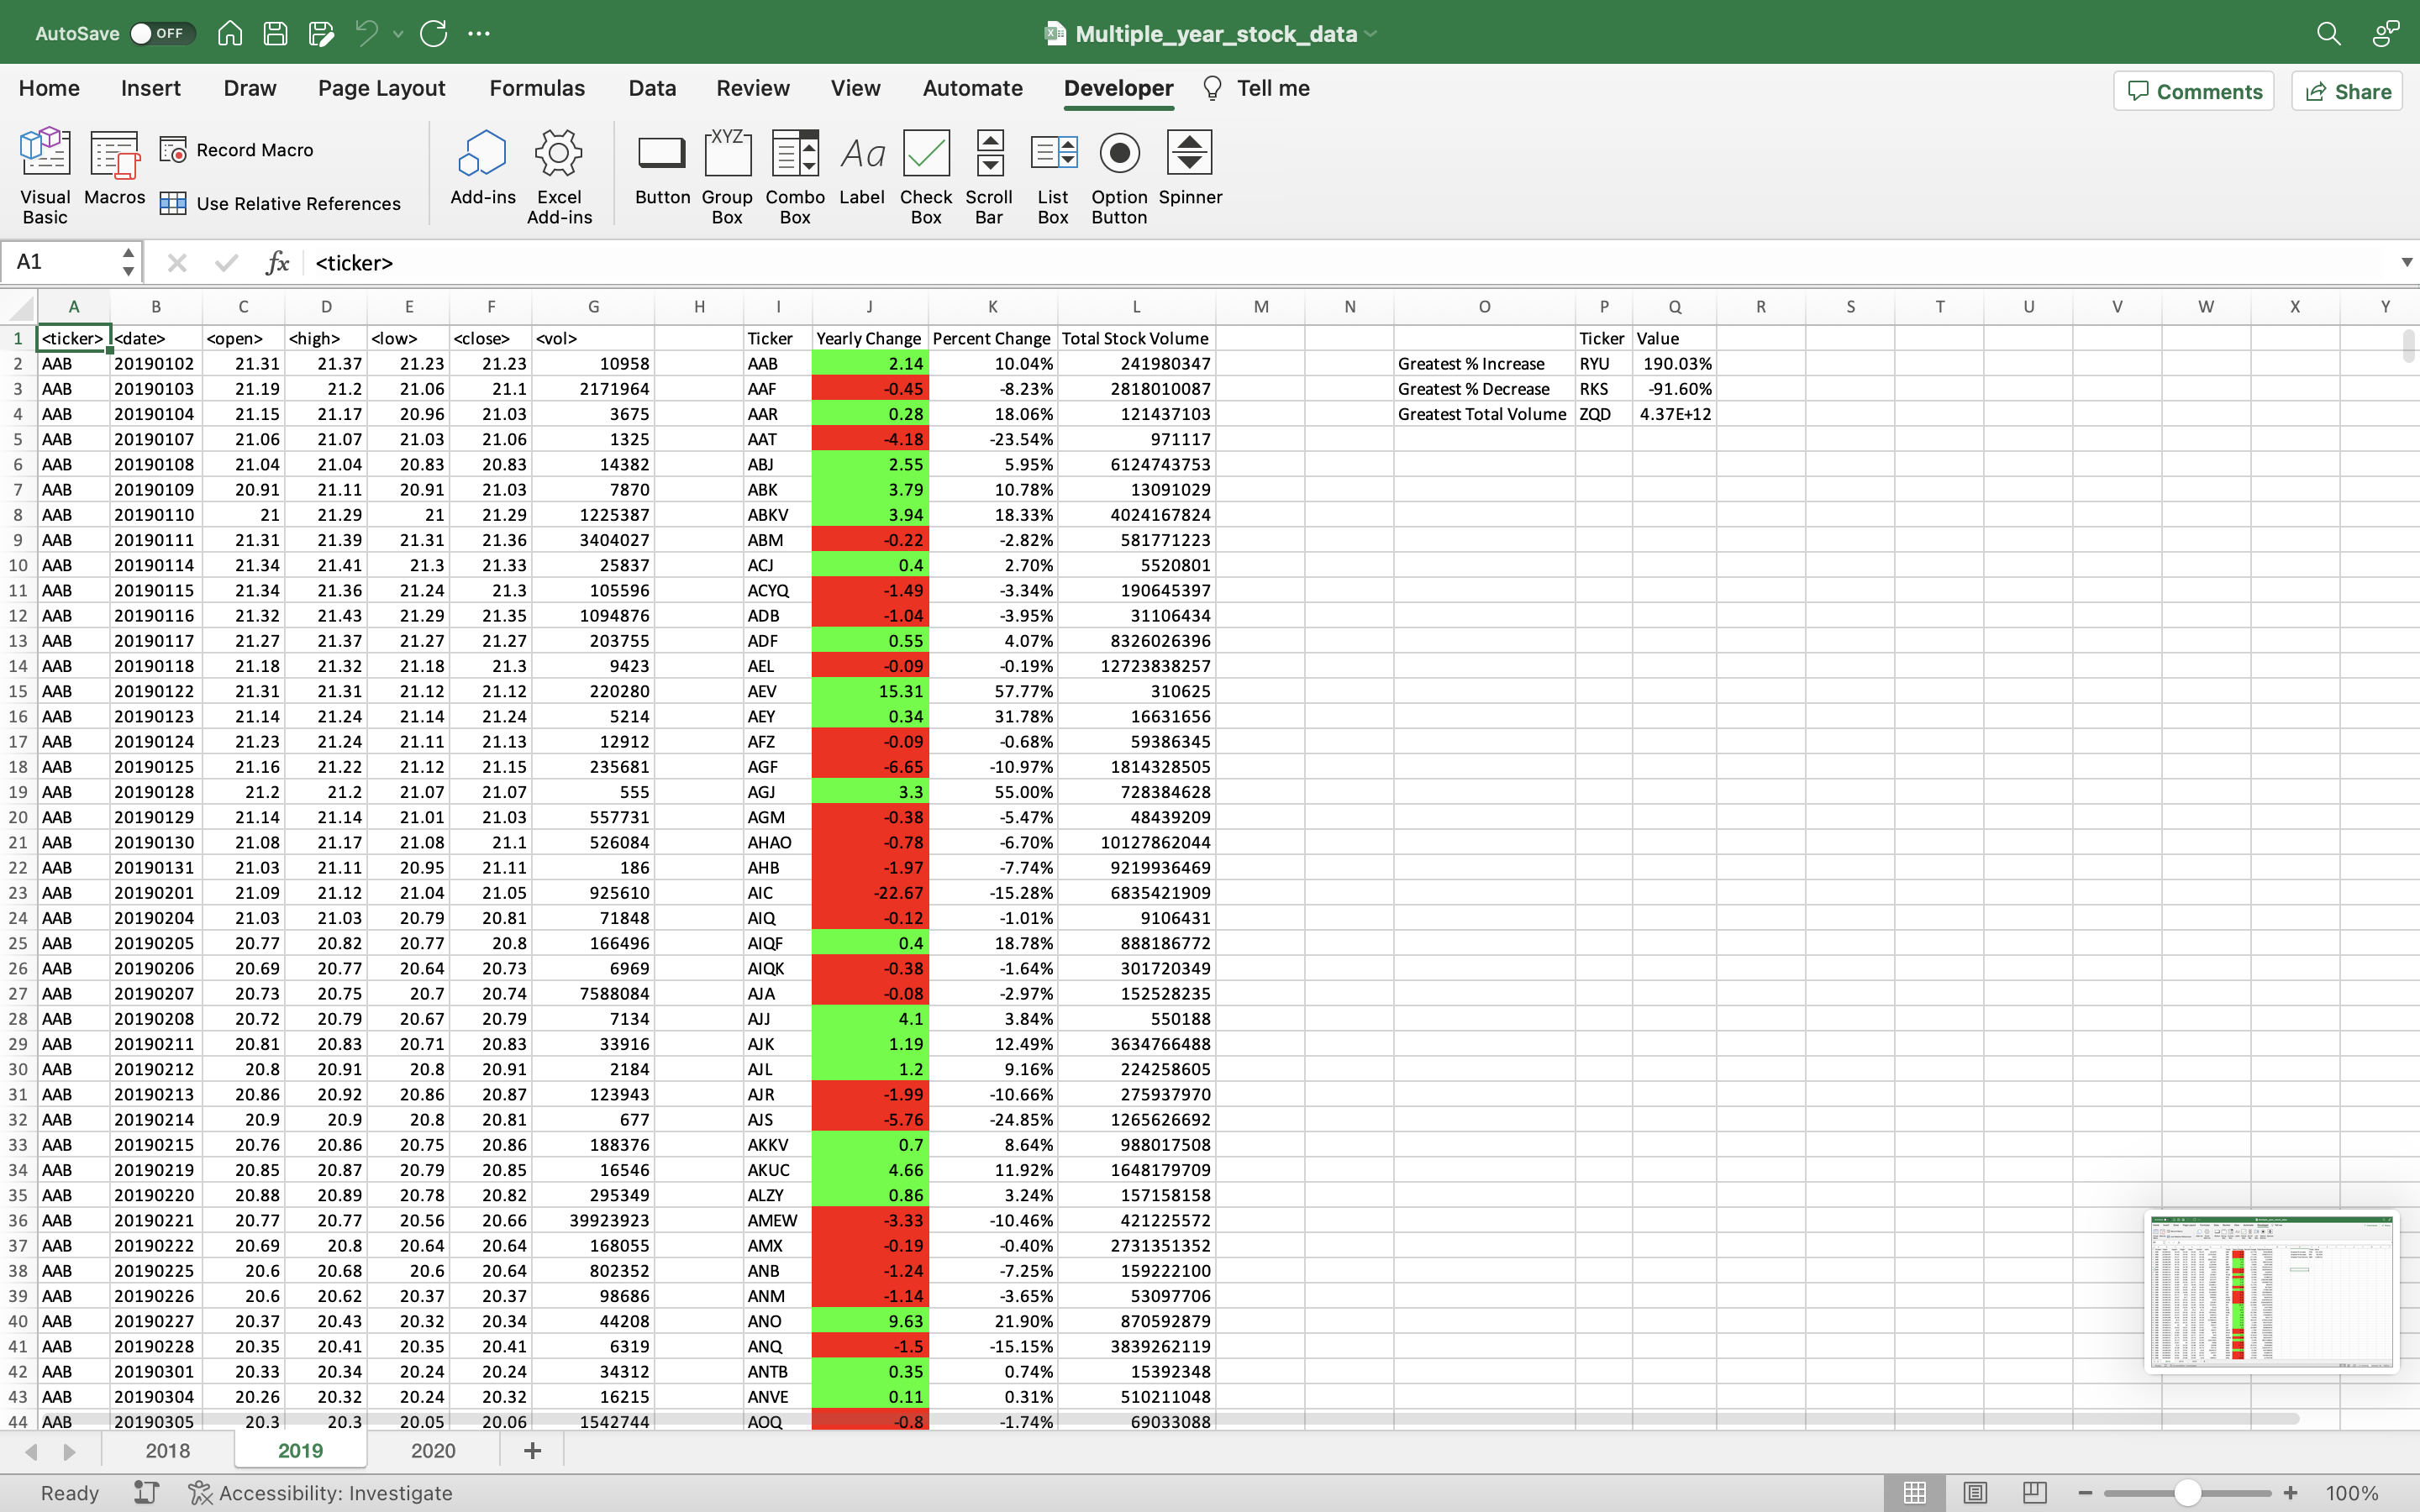 AutoSave OFF Multiple_year_stock_data
Home Insert Draw Page Layout Formulas Data Review View Automate Developer Tell me Comments Share
Visual Basic Macros Record Macro Use Relative References Add-ins Excel Add-ins Button Group Box Combo Box Label Check Box Scroll Bar List Box Option Button Spinner
A1 fx <ticker>
A B C D E F G H I J K L M N O P Q R S T U V W X Y
1 <ticker> <date> <open> <high> <low> <close> <vol> Ticker Yearly Change Percent Change Total Stock Volume Ticker Value
2 AAB 20190102 21.31 21.37 21.23 21.23 10958 AAB 2.14 10.04% 241980347 Greatest % Increase RYU 190.03%
3 AAB 20190103 21.19 21.2 21.06 21.1 2171964 AAF -0.45 -8.23% 2818010087 Greatest % Decrease RKS -91.60%
4 AAB 20190104 21.15 21.17 20.96 21.03 3675 AAR 0.28 18.06% 121437103 Greatest Total Volume ZQD 4.37E+12
5 AAB 20190107 21.06 21.07 21.03 21.06 1325 AAT -4.18 -23.54% 971117
6 AAB 20190108 21.04 21.04 20.83 20.83 14382 ABJ 2.55 5.95% 6124743753
7 AAB 20190109 20.91 21.11 20.91 21.03 7870 ABK 3.79 10.78% 13091029
8 AAB 20190110 21 21.29 21 21.29 1225387 ABKV 3.94 18.33% 4024167824
9 AAB 20190111 21.31 21.39 21.31 21.36 3404027 ABM -0.22 -2.82% 581771223
10 AAB 20190114 21.34 21.41 21.3 21.33 25837 ACJ 0.4 2.70% 5520801
11 AAB 20190115 21.34 21.36 21.24 21.3 105596 ACYQ -1.49 -3.34% 190645397
12 AAB 20190116 21.32 21.43 21.29 21.35 1094876 ADB -1.04 -3.95% 31106434
13 AAB 20190117 21.27 21.37 21.27 21.27 203755 ADF 0.55 4.07% 8326026396
14 AAB 20190118 21.18 21.32 21.18 21.3 9423 AEL -0.09 -0.19% 12723838257
15 AAB 20190122 21.31 21.31 21.12 21.12 220280 AEV 15.31 57.77% 310625
16 AAB 20190123 21.14 21.24 21.14 21.24 5214 AEY 0.34 31.78% 16631656
17 AAB 20190124 21.23 21.24 21.11 21.13 12912 AFZ -0.09 -0.68% 59386345
18 AAB 20190125 21.16 21.22 21.12 21.15 235681 AGF -6.65 -10.97% 1814328505
19 AAB 20190128 21.2 21.2 21.07 21.07 555 AGJ 3.3 55.00% 728384628
20 AAB 20190129 21.14 21.14 21.01 21.03 557731 AGM -0.38 -5.47% 48439209
21 AAB 20190130 21.08 21.17 21.08 21.1 526084 AHAO -0.78 -6.70% 10127862044
22 AAB 20190131 21.03 21.11 20.95 21.11 186 AHB -1.97 -7.74% 9219936469
23 AAB 20190201 21.09 21.12 21.04 21.05 925610 AIC -22.67 -15.28% 6835421909
24 AAB 20190204 21.03 21.03 20.79 20.81 71848 AIQ -0.12 -1.01% 9106431
25 AAB 20190205 20.77 20.82 20.77 20.8 166496 AIQF 0.4 18.78% 888186772
26 AAB 20190206 20.69 20.77 20.64 20.73 6969 AIQK -0.38 -1.64% 301720349
27 AAB 20190207 20.73 20.75 20.7 20.74 7588084 AJA -0.08 -2.97% 152528235
28 AAB 20190208 20.72 20.79 20.67 20.79 7134 AJJ 4.1 3.84% 550188
29 AAB 20190211 20.81 20.83 20.71 20.83 33916 AJK 1.19 12.49% 3634766488
30 AAB 20190212 20.8 20.91 20.8 20.91 2184 AJL 1.2 9.16% 224258605
31 AAB 20190213 20.86 20.92 20.86 20.87 123943 AJR -1.99 -10.66% 275937970
32 AAB 20190214 20.9 20.9 20.8 20.81 677 AJS -5.76 -24.85% 1265626692
33 AAB 20190215 20.76 20.86 20.75 20.86 188376 AKKV 0.7 8.64% 988017508
34 AAB 20190219 20.85 20.87 20.79 20.85 16546 AKUC 4.66 11.92% 1648179709
35 AAB 20190220 20.88 20.89 20.78 20.82 295349 ALZY 0.86 3.24% 157158158
36 AAB 20190221 20.77 20.77 20.56 20.66 39923923 AMEW -3.33 -10.46% 421225572
37 AAB 20190222 20.69 20.8 20.64 20.64 168055 AMX -0.19 -0.40% 2731351352
38 AAB 20190225 20.6 20.68 20.6 20.64 802352 ANB -1.24 -7.25% 159222100
39 AAB 20190226 20.6 20.62 20.37 20.37 98686 ANM -1.14 -3.65% 53097706
40 AAB 20190227 20.37 20.43 20.32 20.34 44208 ANO 9.63 21.90% 870592879
41 AAB 20190228 20.35 20.41 20.35 20.41 6319 ANQ -1.5 -15.15% 3839262119
42 AAB 20190301 20.33 20.34 20.24 20.24 34312 ANTB 0.35 0.74% 15392348
43 AAB 20190304 20.26 20.32 20.24 20.32 16215 ANVE 0.11 0.31% 510211048
44 AAB 20190305 20.3 20.3 20.05 20.06 1542744 AOQ -0.8 -1.74% 69033088
2018 2019 2020 +
Ready Accessibility: Investigate 100%